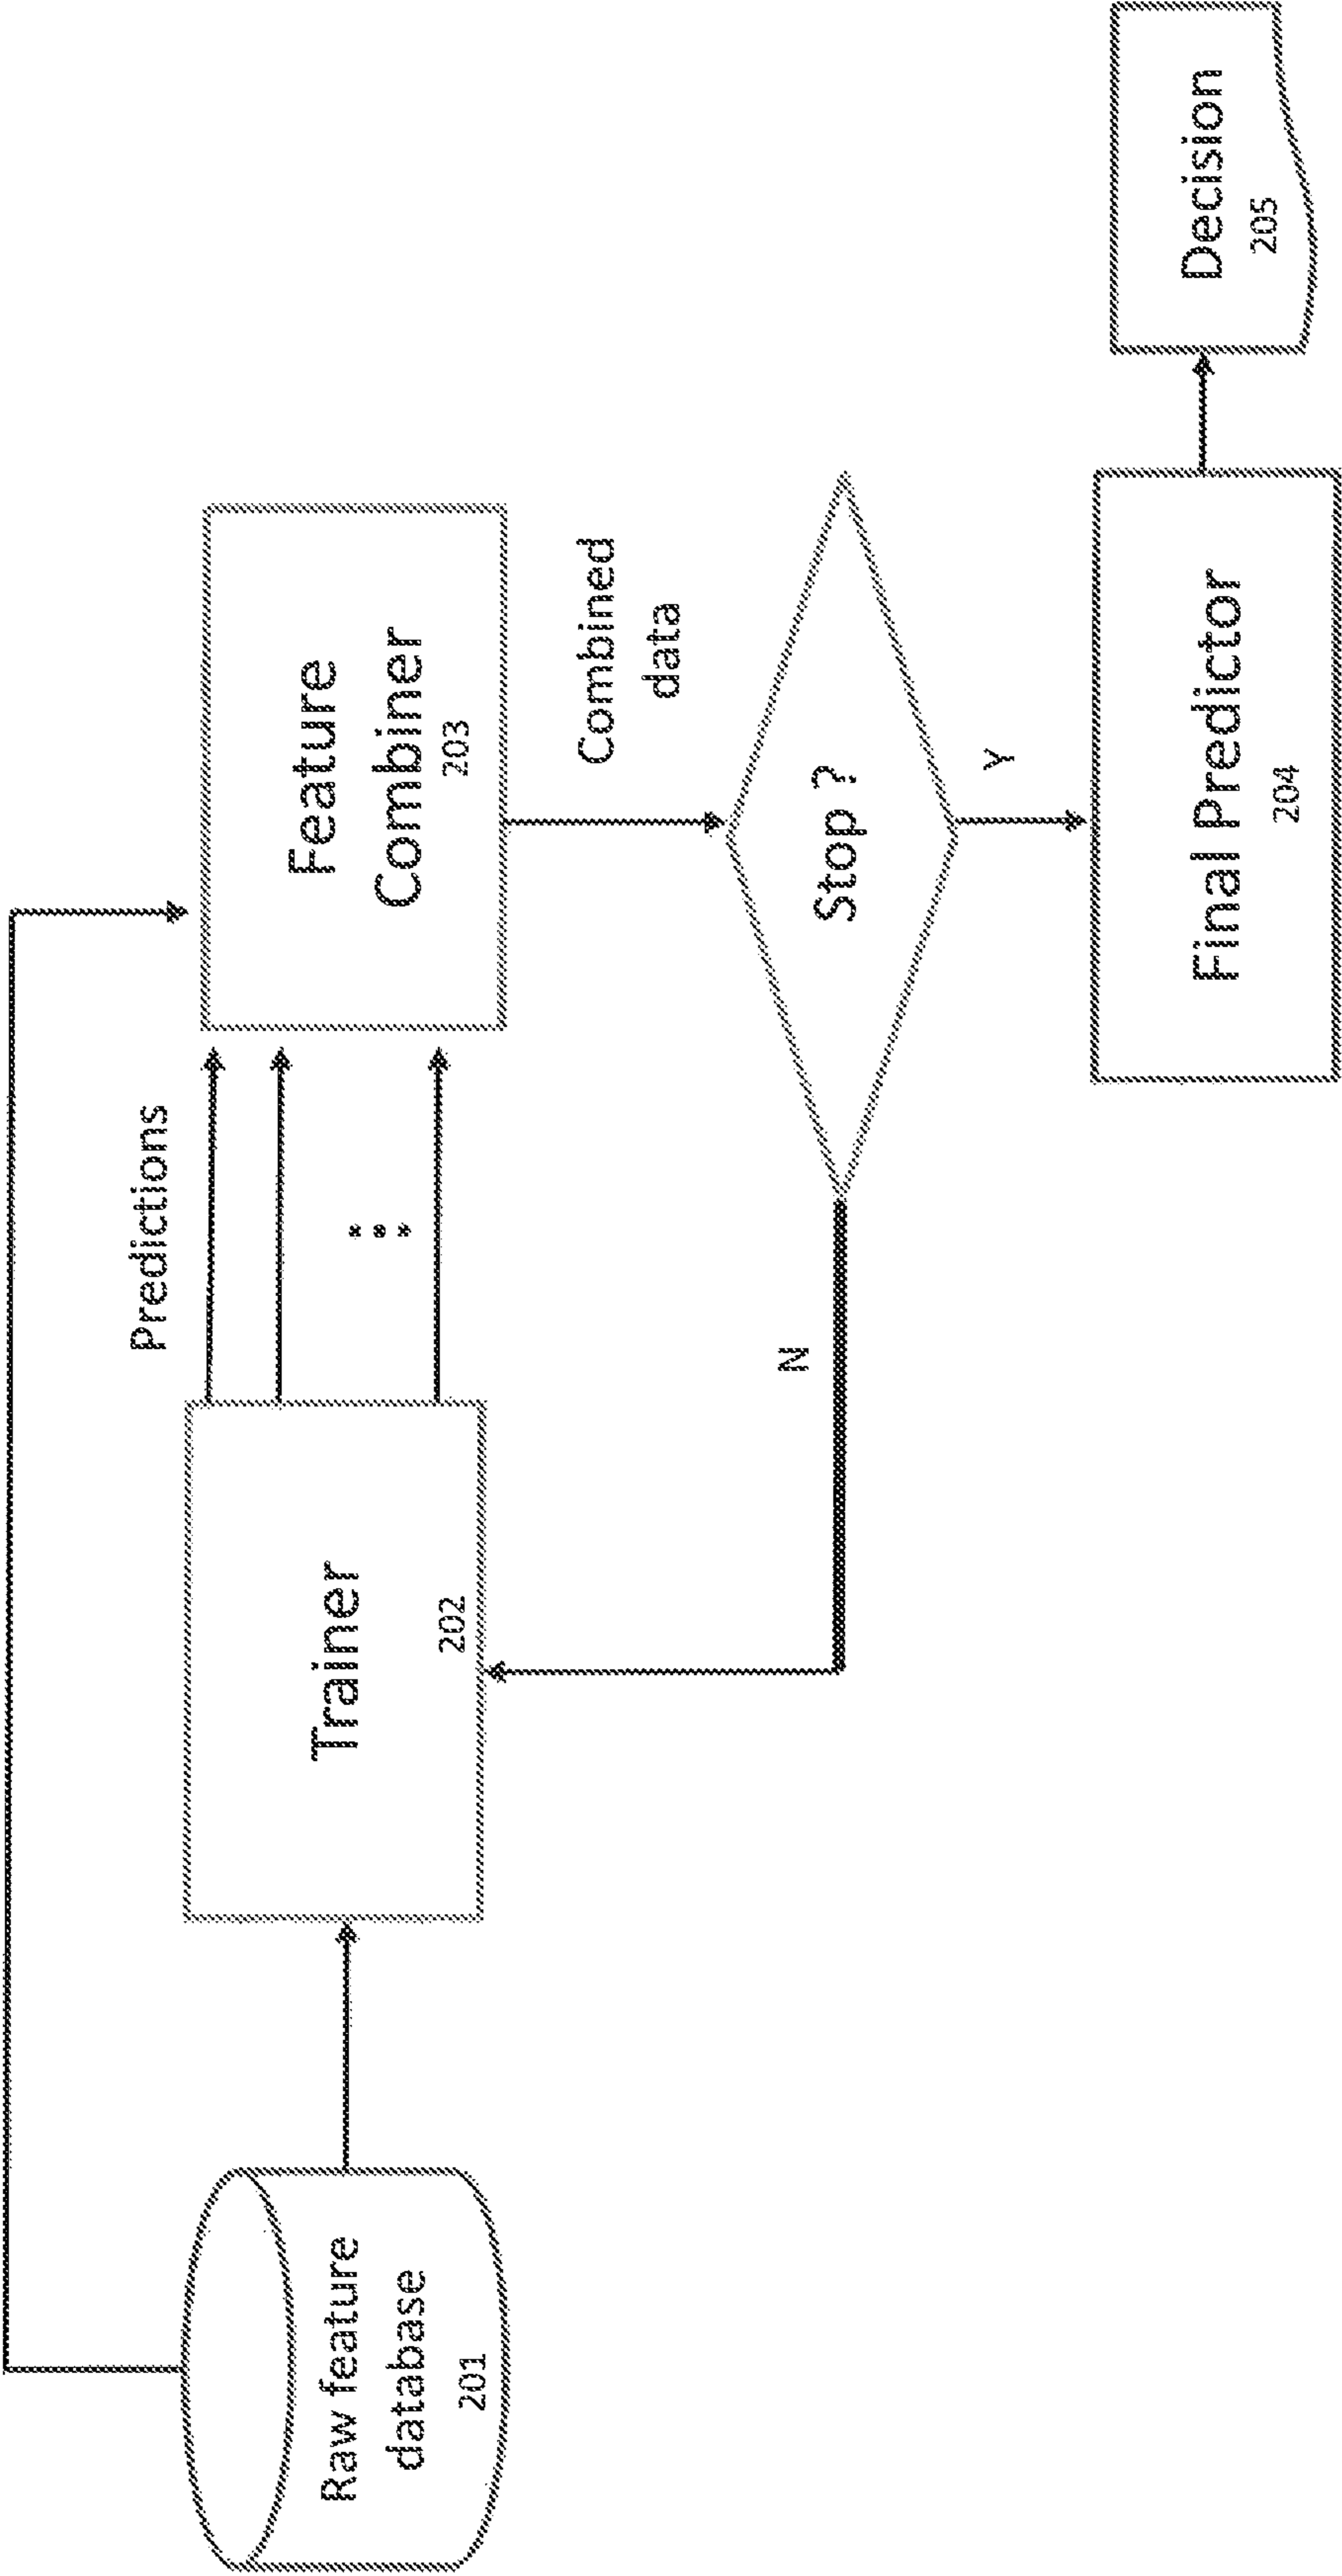 Raw feature
database
201
Trainer
202
Predictions
Feature
Combiner
203
Combined
data
Stop ?
N
Y
Final Predictor
204
Decision
205